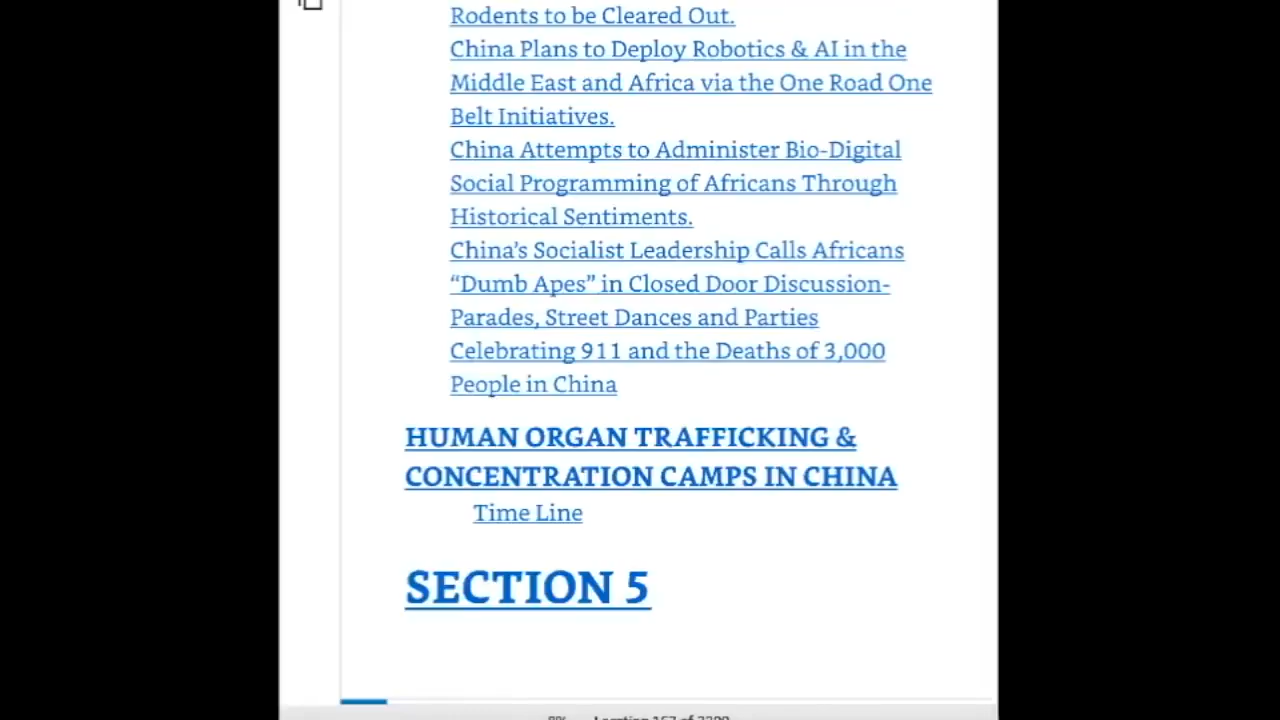 Rodents to be Cleared Out.
China Plans to Deploy Robotics & AI in the
Middle East and Africa via the One Road One
Belt Initiatives.
China Attempts to Administer Bio-Digital
Social Programming of Africans Through
Historical Sentiments.
China’s Socialist Leadership Calls Africans
“Dumb Apes” in Closed Door Discussion-
Parades, Street Dances and Parties
Celebrating 911 and the Deaths of 3,000
People in China
HUMAN ORGAN TRAFFICKING &
CONCENTRATION CAMPS IN CHINA
Time Line
SECTION 5